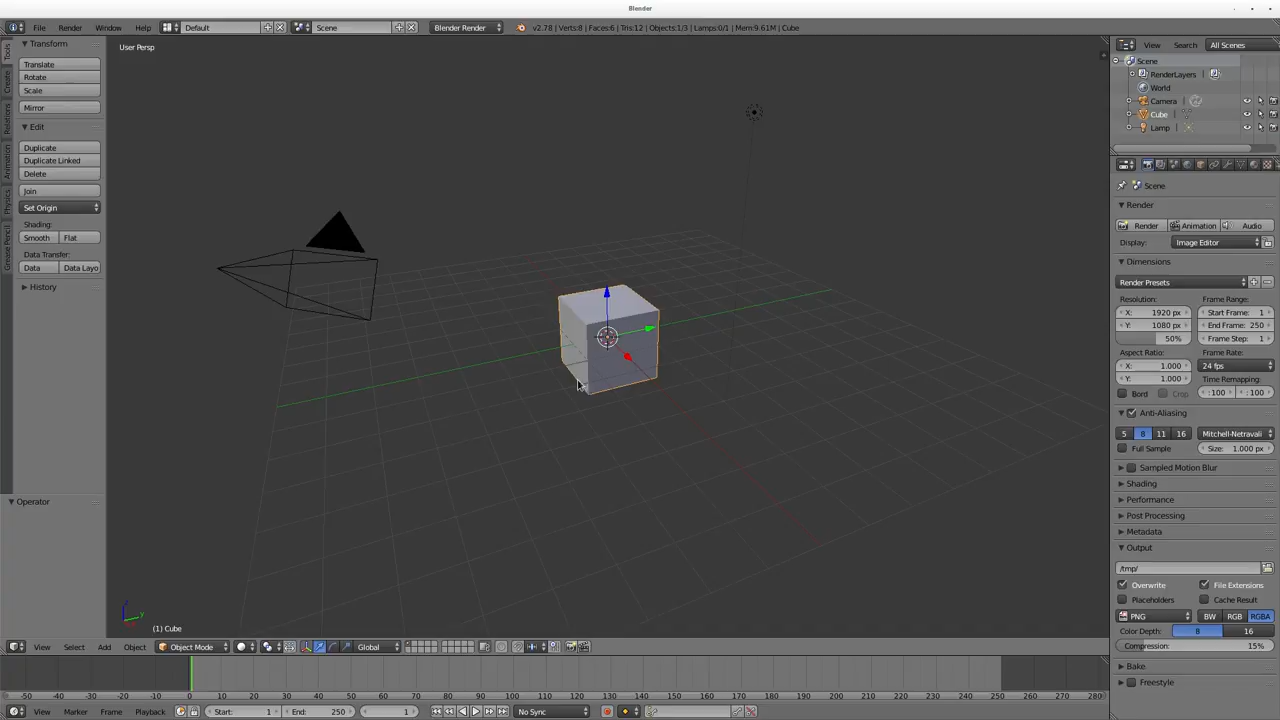 Blender
File Render Window Help Default Scene Blender Render v2.78 | Verts:8 | Faces:6 | Tris:12 | Objects:1/3 | Lamps:0/1 | Mem:9.61M | Cube
Tools
Create
Relations
Animation
Physics
Grease Pencil
Transform
Translate
Rotate
Scale
Mirror
Edit
Duplicate
Duplicate Linked
Delete
Join
Set Origin
Shading:
Smooth Flat
Data Transfer:
Data Data Layo
History
Operator
User Persp
(1) Cube
View Select Add Object Object Mode Global
-50 -40 -30 -20 -10 0 10 20 30 40 50 60 70 80 90 100 110 120 130 140 150 160 170 180 190 200 210 220 230 240 250 260 270 280
View Marker Frame Playback Start: 1 End: 250 1 No Sync
View Search All Scenes
Scene
RenderLayers
World
Camera
Cube
Lamp
Scene
Render
Render Animation Audio
Display: Image Editor
Dimensions
Render Presets
Resolution: Frame Range:
X: 1920 px Start Frame: 1
Y: 1080 px End Frame: 250
50% Frame Step: 1
Aspect Ratio: Frame Rate:
X: 1.000 24 fps
Y: 1.000 Time Remapping:
Bord Crop :100 :100
Anti-Aliasing
5 8 11 16 Mitchell-Netravali
Full Sample Size: 1.000 px
Sampled Motion Blur
Shading
Performance
Post Processing
Metadata
Output
/tmp/
Overwrite File Extensions
Placeholders Cache Result
PNG BW RGB RGBA
Color Depth: 8 16
Compression: 15%
Bake
Freestyle